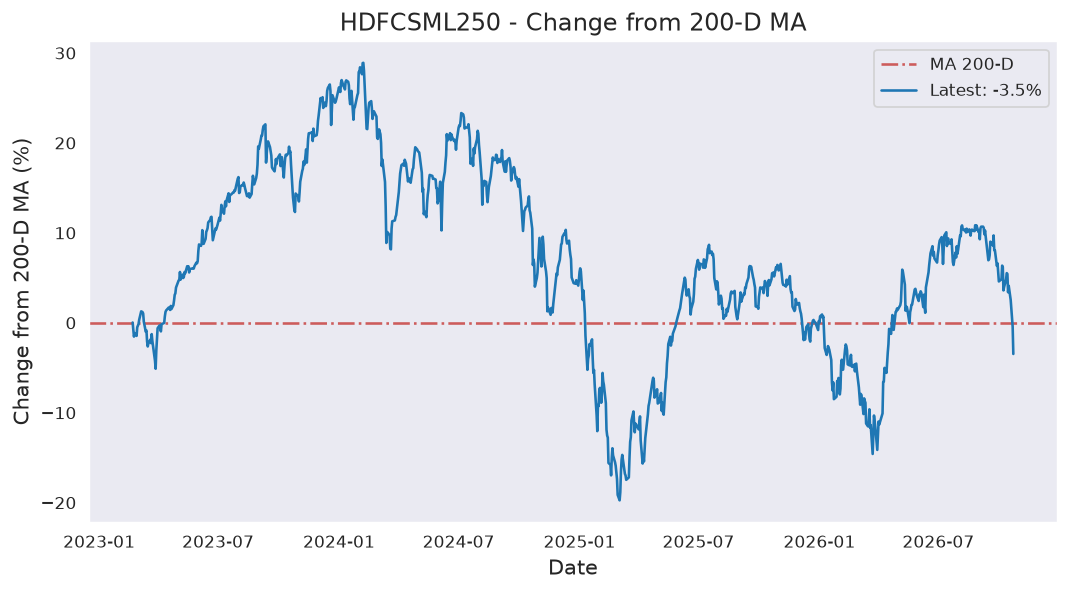 HDFCSML250 - Change from 200-D MA
MA 200-D
Latest: -3.5%
Change from 200-D MA (%)
30
20
10
0
−10
−20
2023-01 2023-07 2024-01 2024-07 2025-01 2025-07 2026-01 2026-07
Date